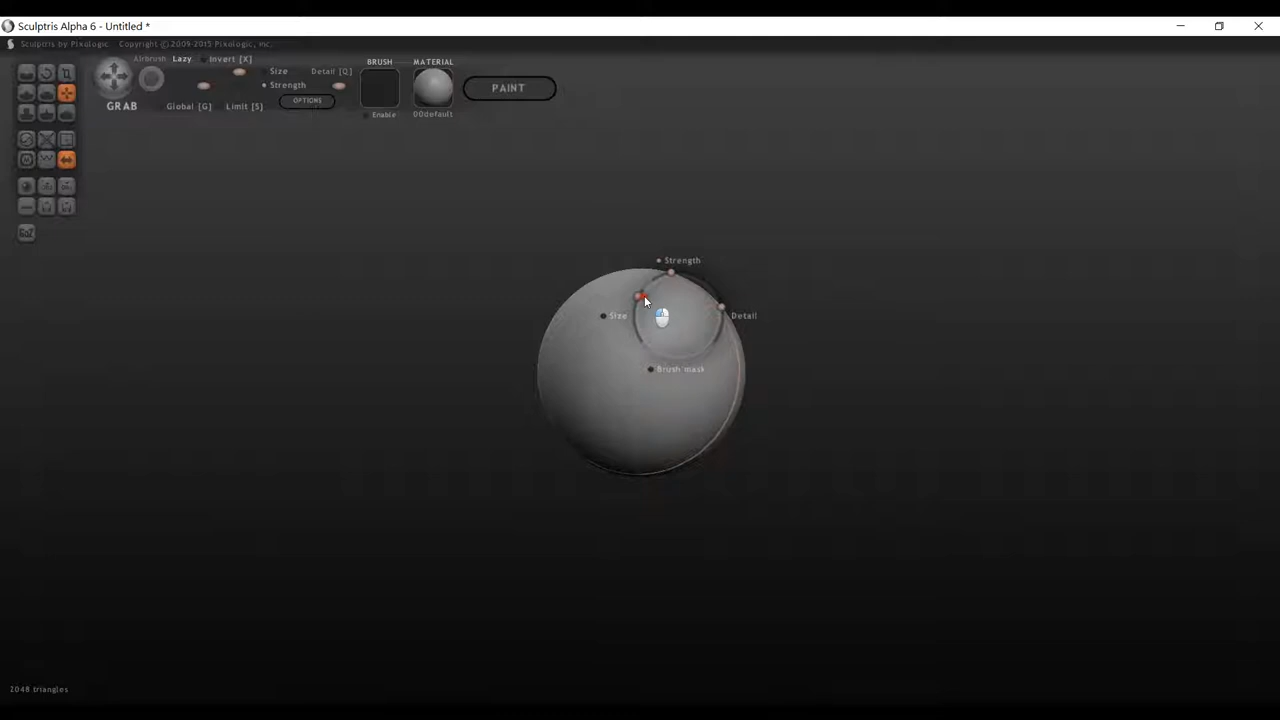 Sculptris Alpha 6 - Untitled *
Sculptris by Pixologic Copyright © 2009-2015 Pixologic, Inc.
Airbrush Lazy Invert [X]
BRUSH MATERIAL
Size Detail [Q]
Strength
PAINT
GRAB Global [G] Limit [S] OPTIONS
Enable 00default
Strength
Size Detail
Brush mask
2048 triangles